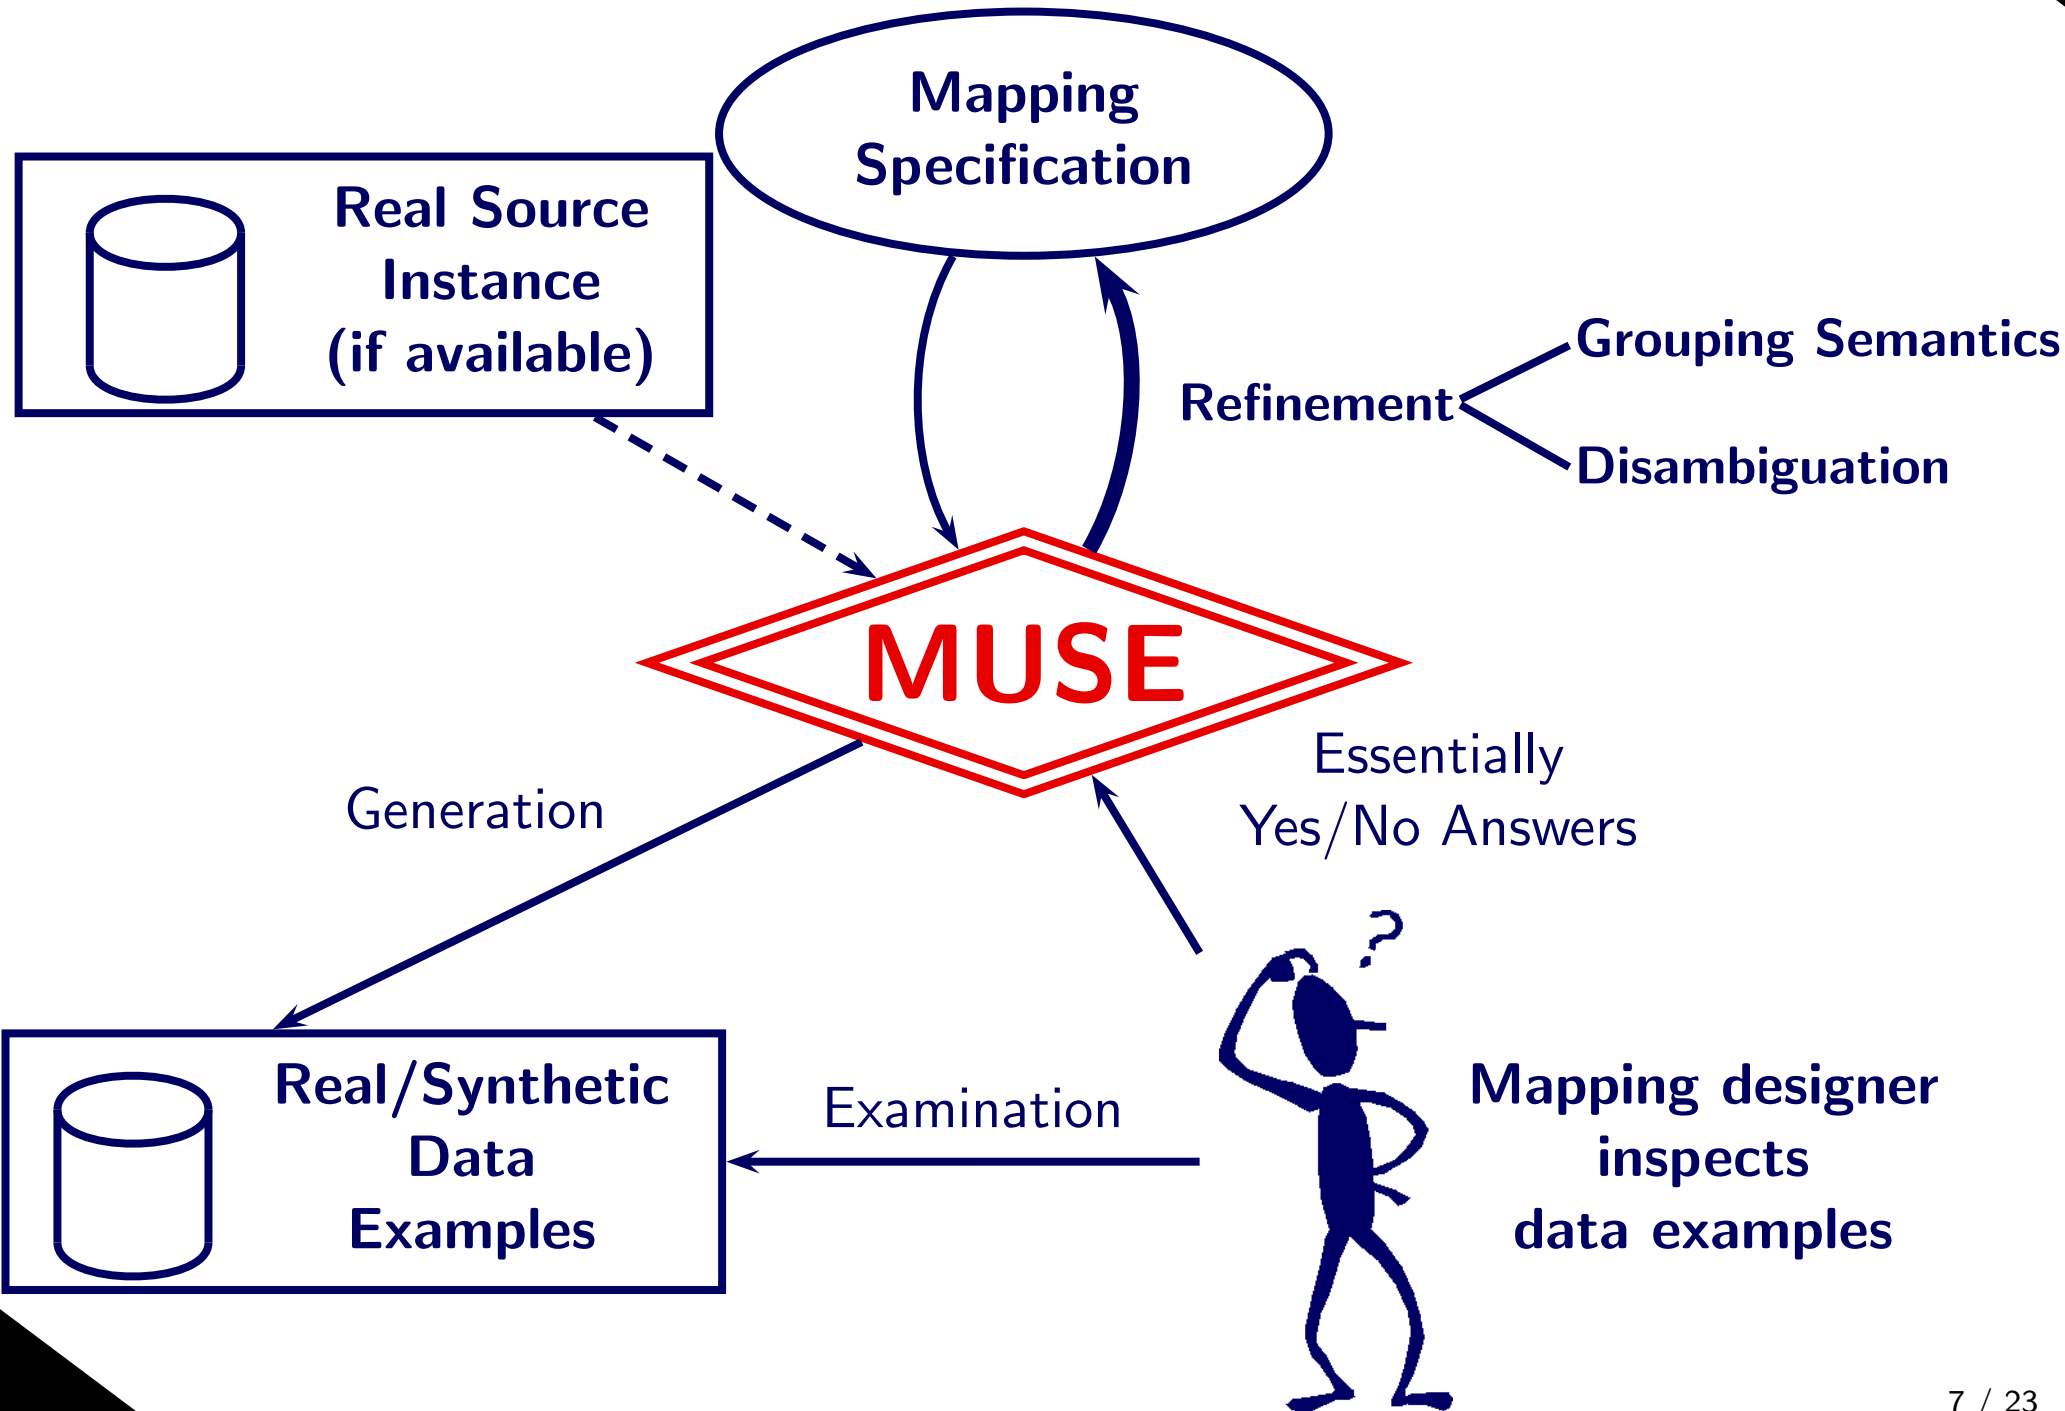 Mapping
Specification
Real Source
Instance
(if available)
Grouping Semantics
Refinement
Disambiguation
MUSE
Essentially
Yes/No Answers
Generation
?
Real/Synthetic
Data
Examples
Examination
Mapping designer
inspects
data examples
7 / 23